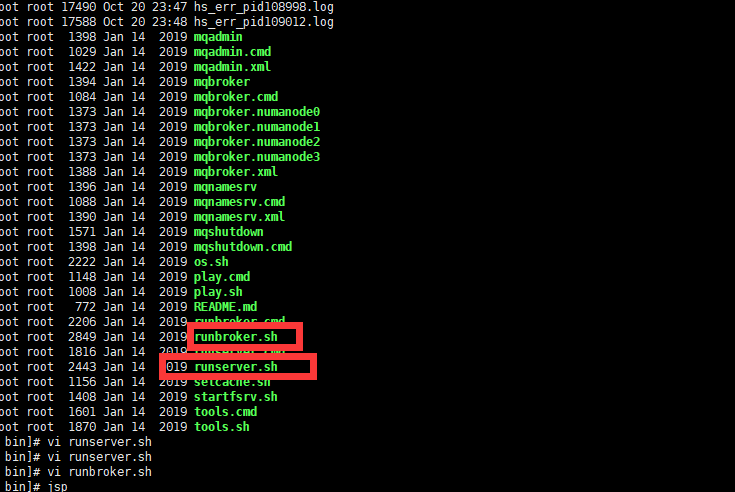 oot root 17490 Oct 20 23:47 hs_err_pid108998.log
oot root 17588 Oct 20 23:48 hs_err_pid109012.log
oot root  1398 Jan 14  2019 mqadmin
oot root  1029 Jan 14  2019 mqadmin.cmd
oot root  1422 Jan 14  2019 mqadmin.xml
oot root  1394 Jan 14  2019 mqbroker
oot root  1084 Jan 14  2019 mqbroker.cmd
oot root  1373 Jan 14  2019 mqbroker.numanode0
oot root  1373 Jan 14  2019 mqbroker.numanode1
oot root  1373 Jan 14  2019 mqbroker.numanode2
oot root  1373 Jan 14  2019 mqbroker.numanode3
oot root  1388 Jan 14  2019 mqbroker.xml
oot root  1396 Jan 14  2019 mqnamesrv
oot root  1088 Jan 14  2019 mqnamesrv.cmd
oot root  1390 Jan 14  2019 mqnamesrv.xml
oot root  1571 Jan 14  2019 mqshutdown
oot root  1398 Jan 14  2019 mqshutdown.cmd
oot root  2222 Jan 14  2019 os.sh
oot root  1148 Jan 14  2019 play.cmd
oot root  1008 Jan 14  2019 play.sh
oot root   772 Jan 14  2019 README.md
oot root  2206 Jan 14  2019 runbroker.cmd
oot root  2849 Jan 14  2019 runbroker.sh
oot root  1816 Jan 14  2019 runserver.cmd
oot root  2443 Jan 14  019 runserver.sh
oot root  1156 Jan 14  2019 setcache.sh
oot root  1408 Jan 14  2019 startfsrv.sh
oot root  1601 Jan 14  2019 tools.cmd
oot root  1870 Jan 14  2019 tools.sh
bin]# vi runserver.sh
bin]# vi runserver.sh
bin]# vi runbroker.sh
bin]# jsp